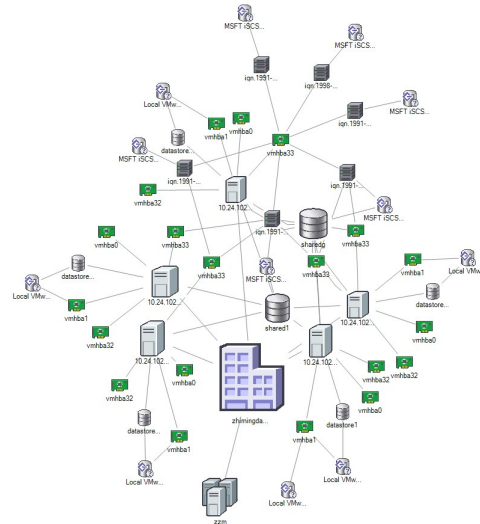 MSFT iSCS...
MSFT iSCS...
iqn.1991-...
iqn.1998-...
MSFT iSCS...
Local VMw...
vmhba1
vmhba0
iqn.1991-...
datastore...
vmhba33
MSFT iSCS...
iqn.1991-...
iqn.1991-...
vmhba32
10.24.102...
MSFT iSCS...
iqn.1991-...
sharedg
vmhba0
vmhba33
vmhba33
datastore...
vmhba33
vmhba33
vmhba1
Local VMw...
Local VMw...
10.24.102...
MSFT iSCS...
datastore...
vmhba1
10.24.102...
shared1
vmhba32
vmhba0
10.24.102...
10.24.102...
vmhba32
vmhba0
vmhba32
vmhba32
vmhba0
datastore...
zhimingda...
datastore1
vmhba1
vmhba1
Local VMw...
Local VMw...
Local VMw...
zzm